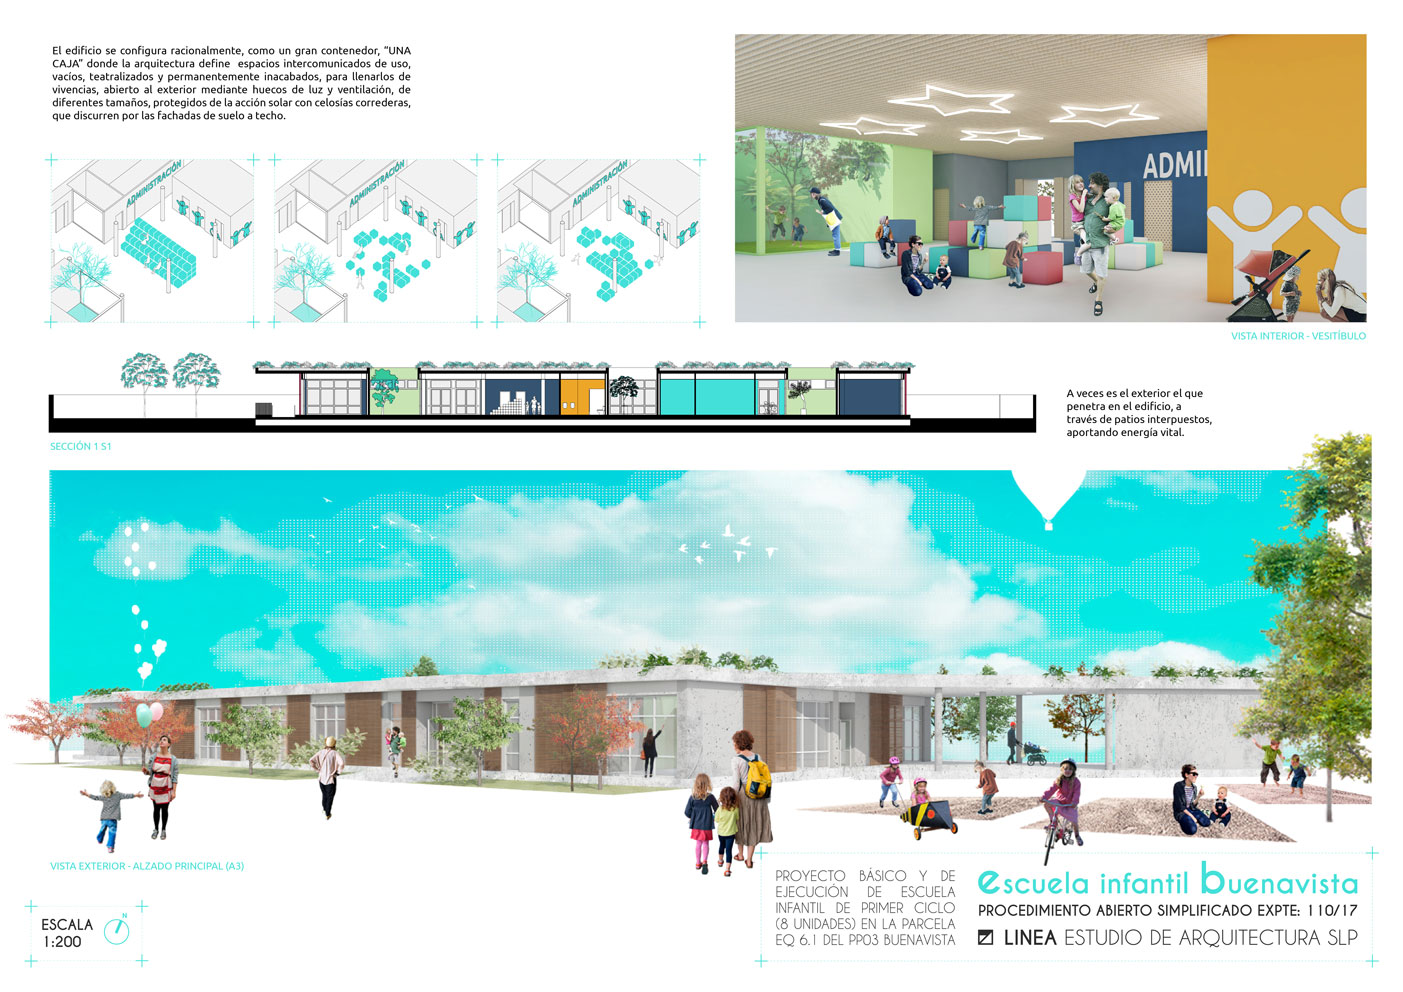 El edificio se configura racionalmente, como un gran contenedor, “UNA
CAJA” donde la arquitectura define espacios intercomunicados de uso,
vacíos, teatralizados y permanentemente inacabados, para llenarlos de
vivencias, abierto al exterior mediante huecos de luz y ventilación, de
diferentes tamaños, protegidos de la acción solar con celosías correderas,
que discurren por las fachadas de suelo a techo.
ADMINISTRACIÓN
ADMINISTRACIÓN
ADMINISTRACIÓN
ADMI
VISTA INTERIOR - VESITÍBULO
SECCIÓN 1 S1
A veces es el exterior el que
penetra en el edificio, a
través de patios interpuestos,
aportando energía vital.
VISTA EXTERIOR - ALZADO PRINCIPAL (A3)
ESCALA
1:200
N
PROYECTO BÁSICO Y DE
EJECUCIÓN DE ESCUELA
INFANTIL DE PRIMER CICLO
(8 UNIDADES) EN LA PARCELA
EQ 6.1 DEL PP03 BUENAVISTA
escuela infantil buenavista
PROCEDIMIENTO ABIERTO SIMPLIFICADO EXPTE: 110/17
LINEA ESTUDIO DE ARQUITECTURA SLP